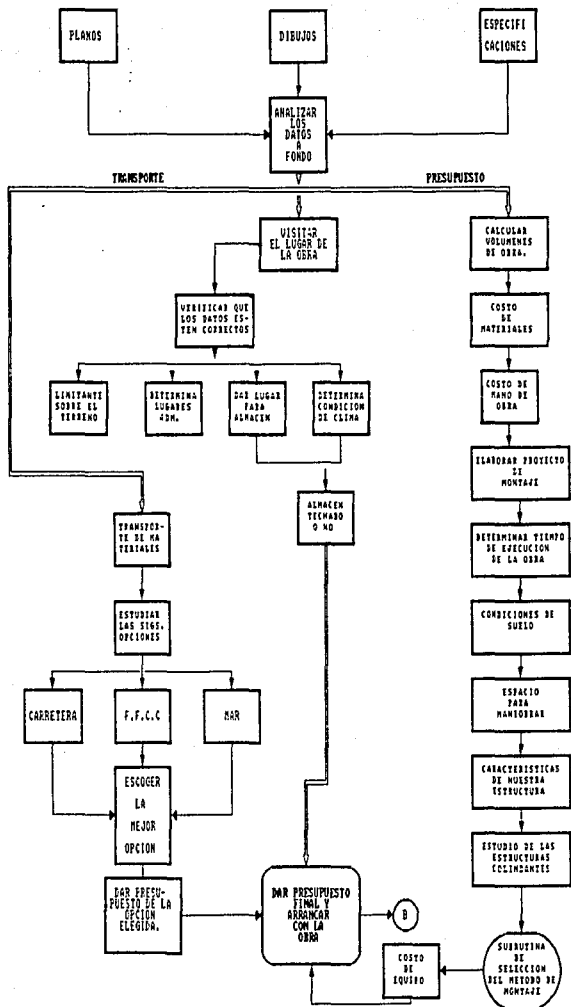 PLANOS
DIBUJOS
ESPECIFI
CACIONES
ANALIZAR
LOS
DATOS
A
FONDO
TRANSPORTE
PRESUPUESTO
VISITAR
EL LUGAR DE
LA OBRA
VERIFICAR QUE
LOS DATOS ES-
TEN CORRECTOS
LIMITANTE
SOBRE EL
TERRENO
DETERMINA
LUGARES
ADM.
DAR LUGAR
PARA
ALMACEN
DETERMINA
CONDICION
DE CLIMA
ALMACEN
TECHADO
O NO
TRANSPOR-
TE DE MA
TERIALES
ESTUDIAR
LAS SIGS.
OPCIONES
CARRETERA
F.F.C.C
MAR
ESCOGER
LA
MEJOR
OPCION
DAR PRESU-
PUESTO DE LA
OPCION
ELEGIDA.
DAR PRESUPUESTO
FINAL Y
ARRANCAR
CON LA
OBRA
B
CALCULAR
VOLUMENES
DE OBRA.
COSTO
DE
MATERIALES
COSTO DE
MANO DE
OBRA
ELABORAR PROYECTO
DE
MONTAJE
DETERMINAR TIEMPO
DE EJECUCION
DE LA OBRA
CONDICIONES DE
SUELO
ESPACIO
PARA
MANIOBRAR
CARACTERISTICAS
DE NUESTRA
ESTRUCTURA
ESTUDIO DE LAS
ESTRUCTURAS
COLINDANTES
SUBRUTINA
DE
SELECCION
DEL METODO DE
MONTAJE
COSTO
DE
EQUIPO